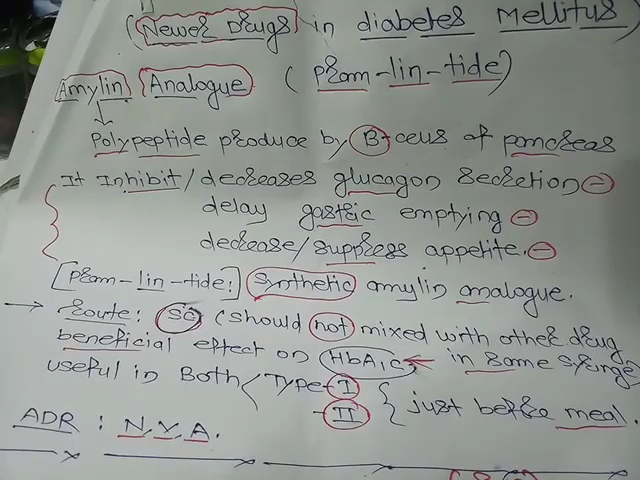 (Newer Drugs in diabetes Mellitus)
Amylin Analogue (pram-lin-tide)
Polypeptide produce by B-cells of pancreas
It Inhibit/decreases glucagon secretion -
delay gastric emptying -
decrease/suppress appetite. -
[pram-lin-tide:] Synthetic amylin analogue.
→ Route: SC (should not mixed with other drug
beneficial effect on HbA1C ← in same syringe
useful in Both < Type-I
-II { just before meal.
ADR : N.V.A.